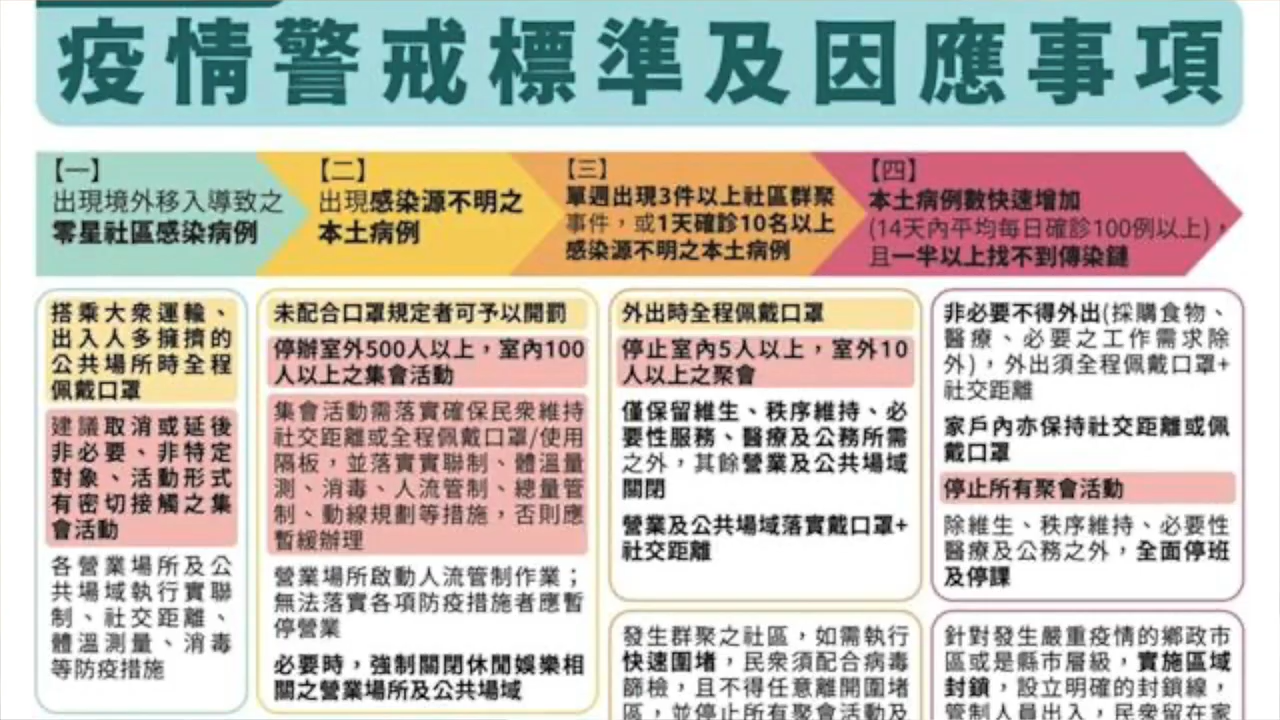 疫情警戒標準及因應事項
【一】
出現境外移入導致之
零星社區感染病例
【二】
出現感染源不明之
本土病例
【三】
單週出現3件以上社區群聚
事件，或1天確診10名以上
感染源不明之本土病例
【四】
本土病例數快速增加
(14天內平均每日確診100例以上)，
且一半以上找不到傳染鏈
搭乘大眾運輸、
出入人多擁擠的
公共場所時全程
佩戴口罩
建議取消或延後
非必要、非特定
對象、活動形式
有密切接觸之集
會活動
各營業場所及公
共場域執行實聯
制、社交距離、
體溫測量、消毒
等防疫措施
未配合口罩規定者可予以開罰
停辦室外500人以上，室內100
人以上之集會活動
集會活動需落實確保民眾維持
社交距離或全程佩戴口罩/使用
隔板，並落實實聯制、體溫量
測、消毒、人流管制、總量管
制、動線規劃等措施，否則應
暫緩辦理
營業場所啟動人流管制作業；
無法落實各項防疫措施者應暫
停營業
必要時，強制關閉休閒娛樂相
關之營業場所及公共場域
外出時全程佩戴口罩
停止室內5人以上，室外10
人以上之聚會
僅保留維生、秩序維持、必
要性服務、醫療及公務所需
之外，其餘營業及公共場域
關閉
營業及公共場域落實戴口罩+
社交距離
發生群聚之社區，如需執行
快速圍堵，民眾須配合病毒
篩檢，且不得任意離開圍堵
區，並停止所有聚會活動及
非必要不得外出(採購食物、
醫療、必要之工作需求除
外)，外出須全程佩戴口罩+
社交距離
家戶內亦保持社交距離或佩
戴口罩
停止所有聚會活動
除維生、秩序維持、必要性
醫療及公務之外，全面停班
及停課
針對發生嚴重疫情的鄉政市
區或是縣市層級，實施區域
封鎖，設立明確的封鎖線，
管制人員出入，民眾留在家